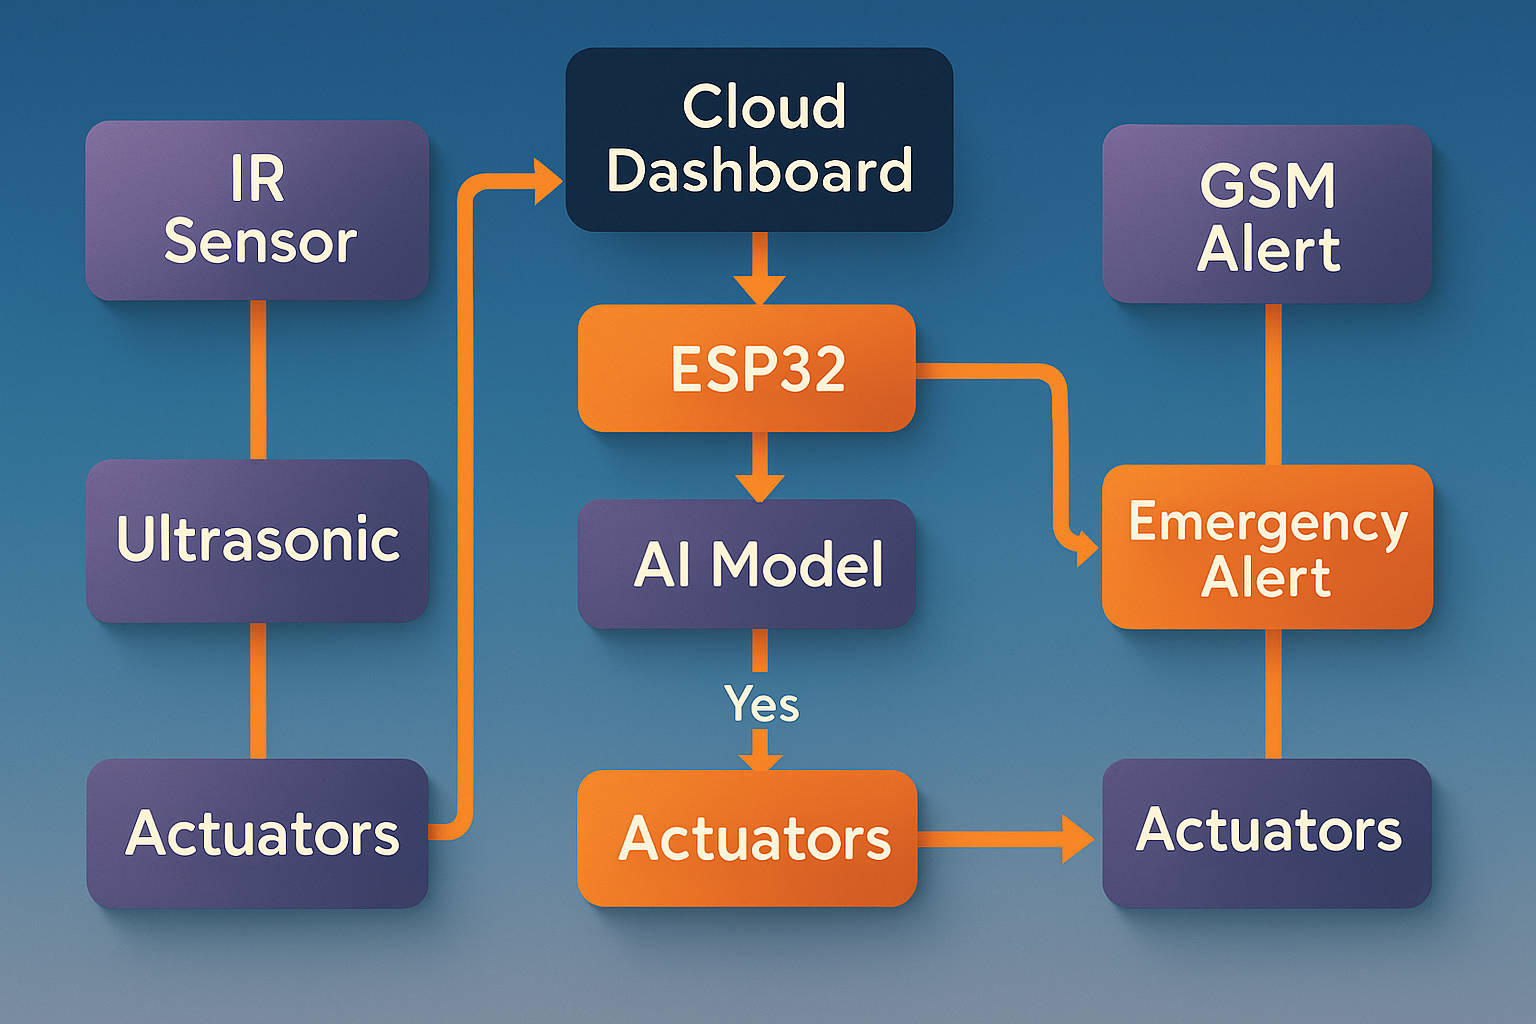 IR
Sensor
Ultrasonic
Actuators
Cloud
Dashboard
ESP32
AI Model
Yes
Actuators
GSM
Alert
Emergency
Alert
Actuators